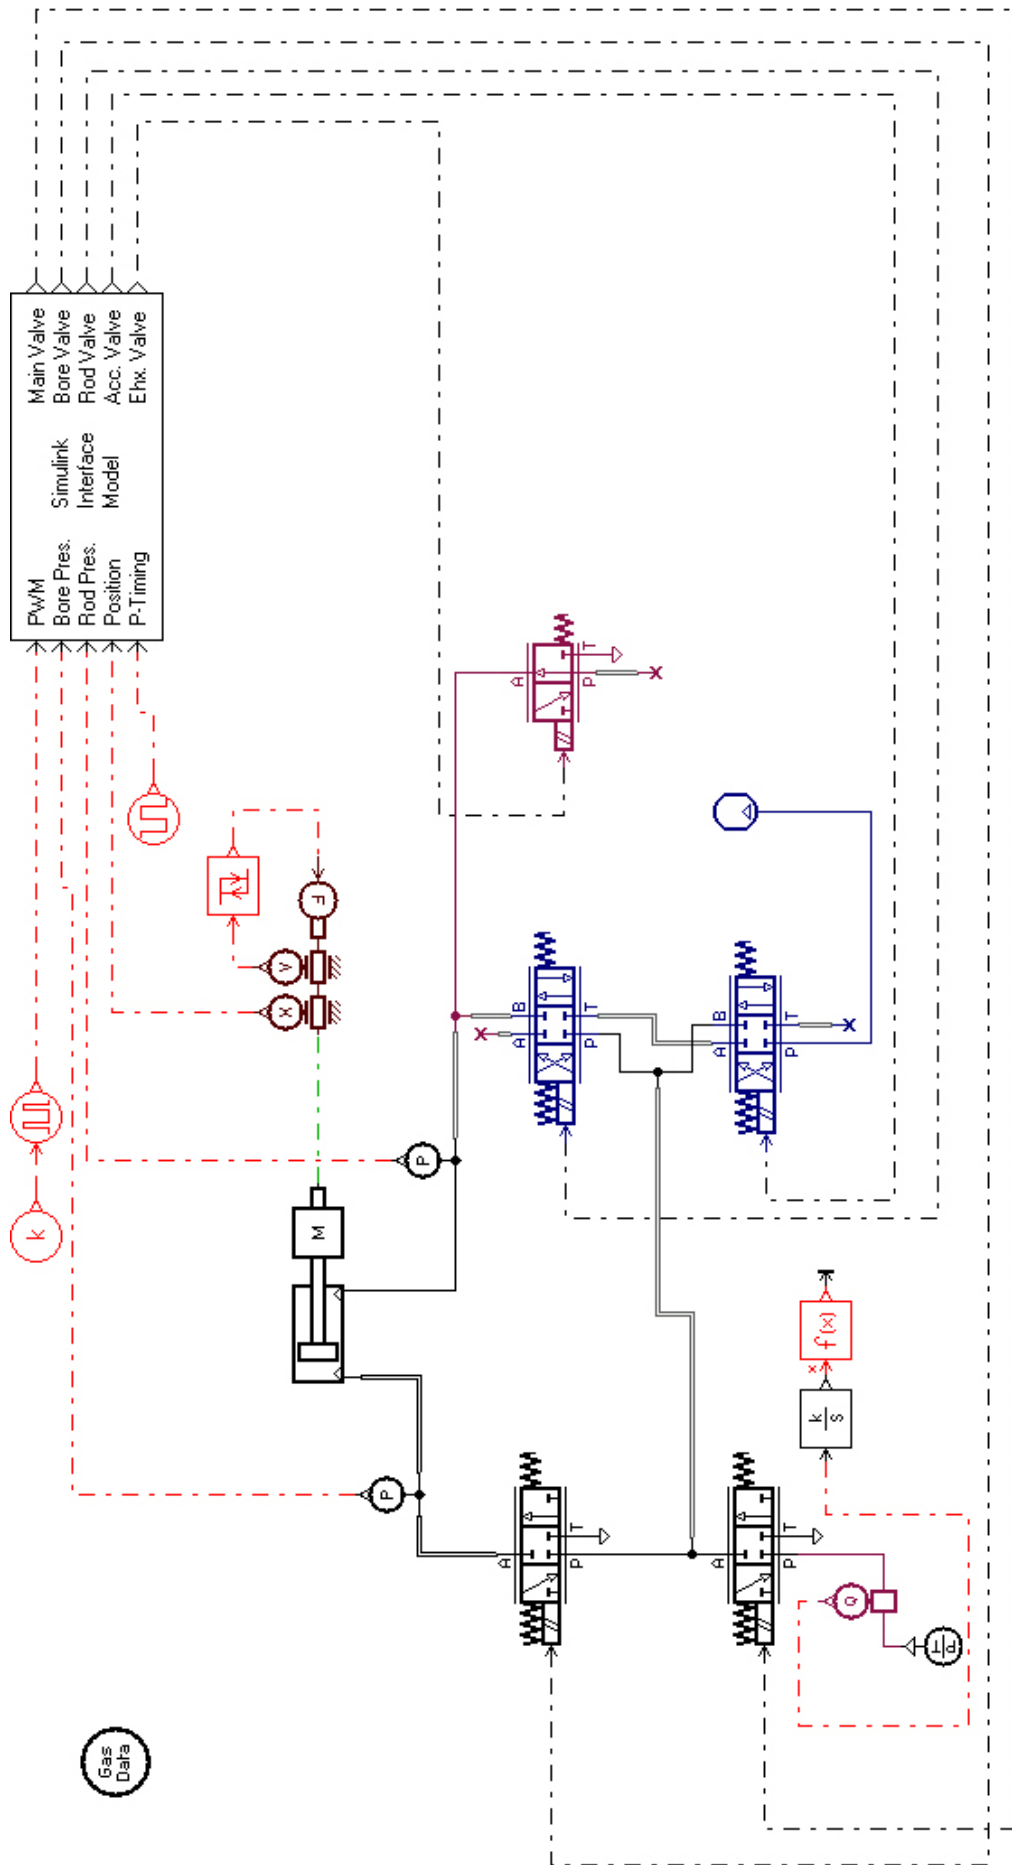 PWM
Bore Pres.
Rod Pres.
Position
P-Timing
Simulink
Interface
Model
Main Valve
Bore Valve
Rod Valve
Acc. Valve
Ehx. Valve
k
X
V
F
M
P
P
A
P
T
A
B
P
T
A
B
P
T
A
P
T
A
P
T
k
s
x
f(x)
Q
P
T
Gas
Data